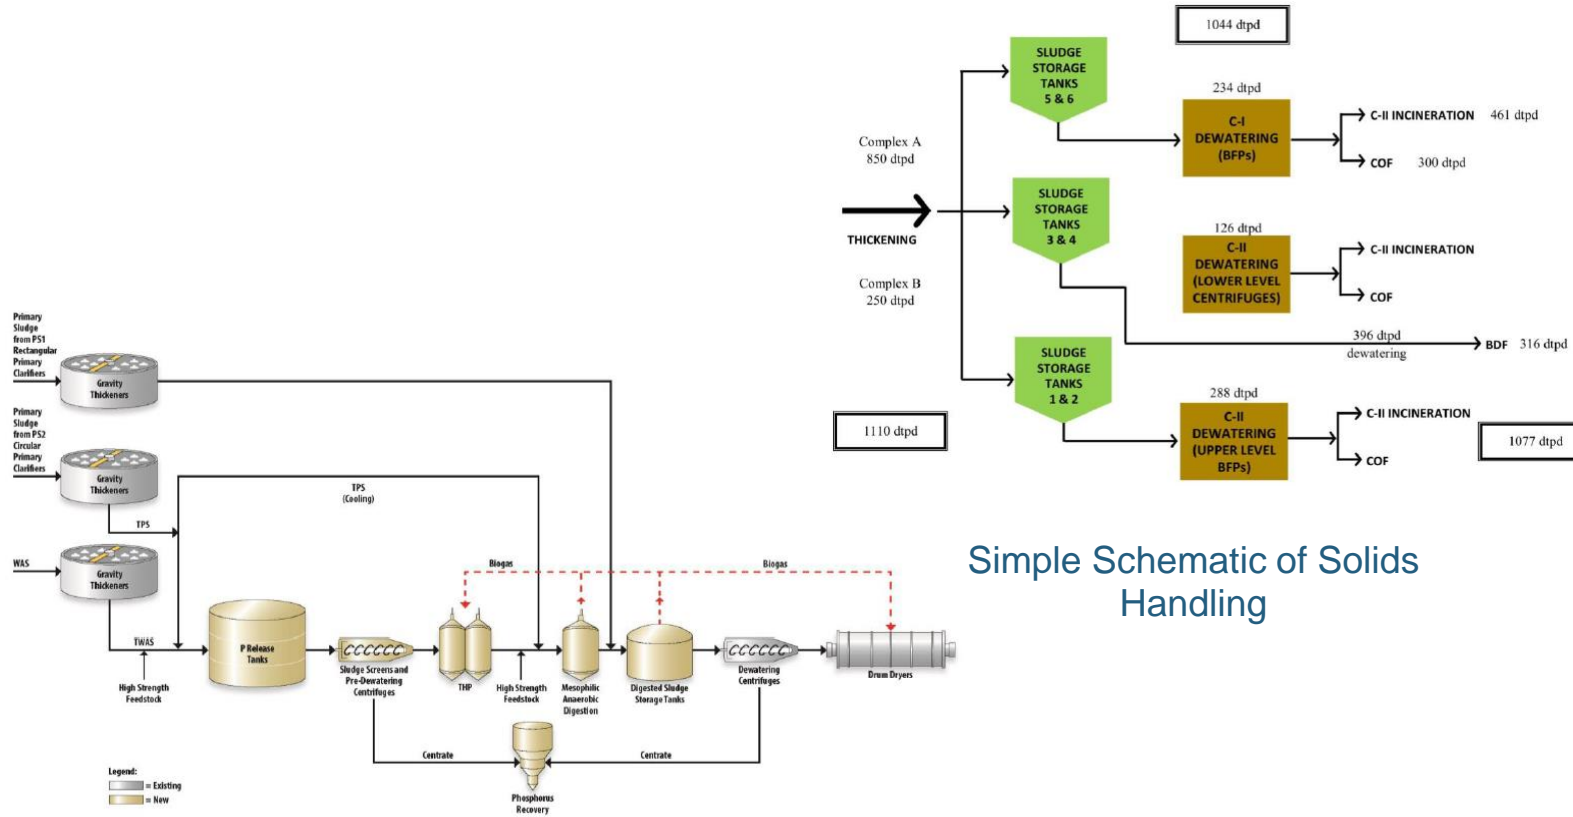 1044 dtpd
SLUDGE
STORAGE
TANKS
5 & 6
234 dtpd
C-I
DEWATERING
(BFPs)
C-II INCINERATION 461 dtpd
COF 300 dtpd
Complex A
850 dtpd
THICKENING
Complex B
250 dtpd
SLUDGE
STORAGE
TANKS
3 & 4
126 dtpd
C-II
DEWATERING
(LOWER LEVEL
CENTRIFUGES)
C-II INCINERATION
COF
396 dtpd
dewatering
BDF 316 dtpd
SLUDGE
STORAGE
TANKS
1 & 2
288 dtpd
C-II
DEWATERING
(UPPER LEVEL
BFPs)
C-II INCINERATION
COF
1110 dtpd
1077 dtpd
Simple Schematic of Solids
Handling
Primary
Sludge
from PS1
Rectangular
Primary
Clarifiers
Gravity
Thickeners
Primary
Sludge
from PS2
Circular
Primary
Clarifiers
Gravity
Thickeners
TPS
TPS
(Cooling)
WAS
Gravity
Thickeners
TWAS
High Strength
Feedstock
P Release
Tanks
Sludge Screens and
Pre-Dewatering
Centrifuges
Biogas
THP
High Strength
Feedstock
Mesophilic
Anaerobic
Digestion
Biogas
Digested Sludge
Storage Tanks
Dewatering
Centrifuges
Drum Dryers
Centrate
Centrate
Phosphorus
Recovery
Legend:
= Existing
= New